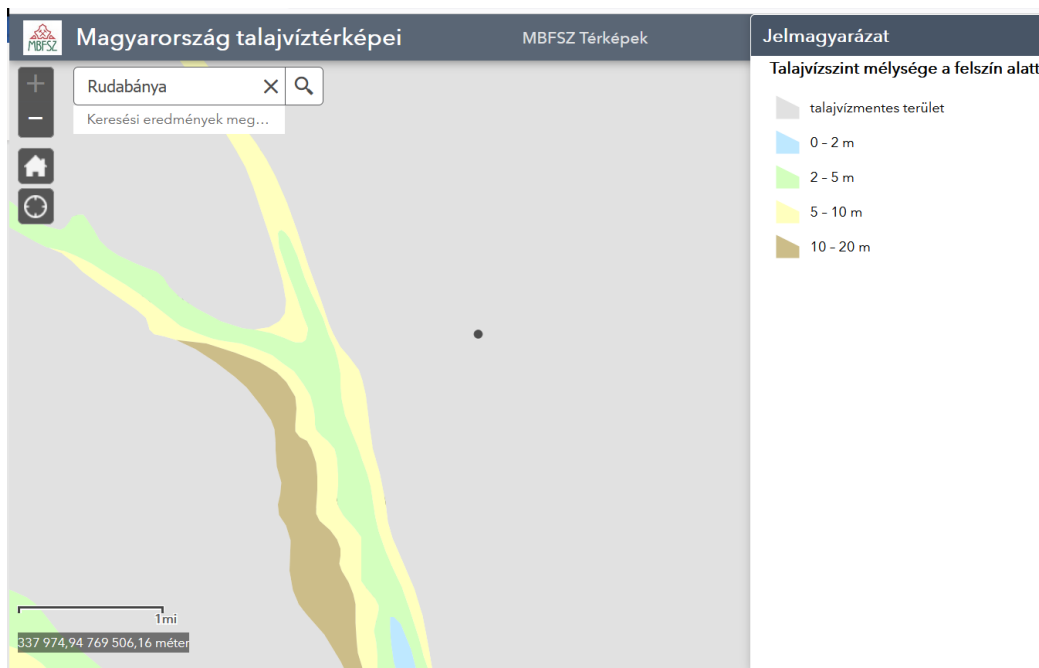 MBFSZ
Magyarország talajvíztérképei
MBFSZ Térképek
Jelmagyarázat
Rudabánya
Keresési eredmények meg…
Talajvízszint mélysége a felszín alatt
talajvízmentes terület
0 – 2 m
2 – 5 m
5 – 10 m
10 – 20 m
1mi
337 974,94 769 506,16 méter